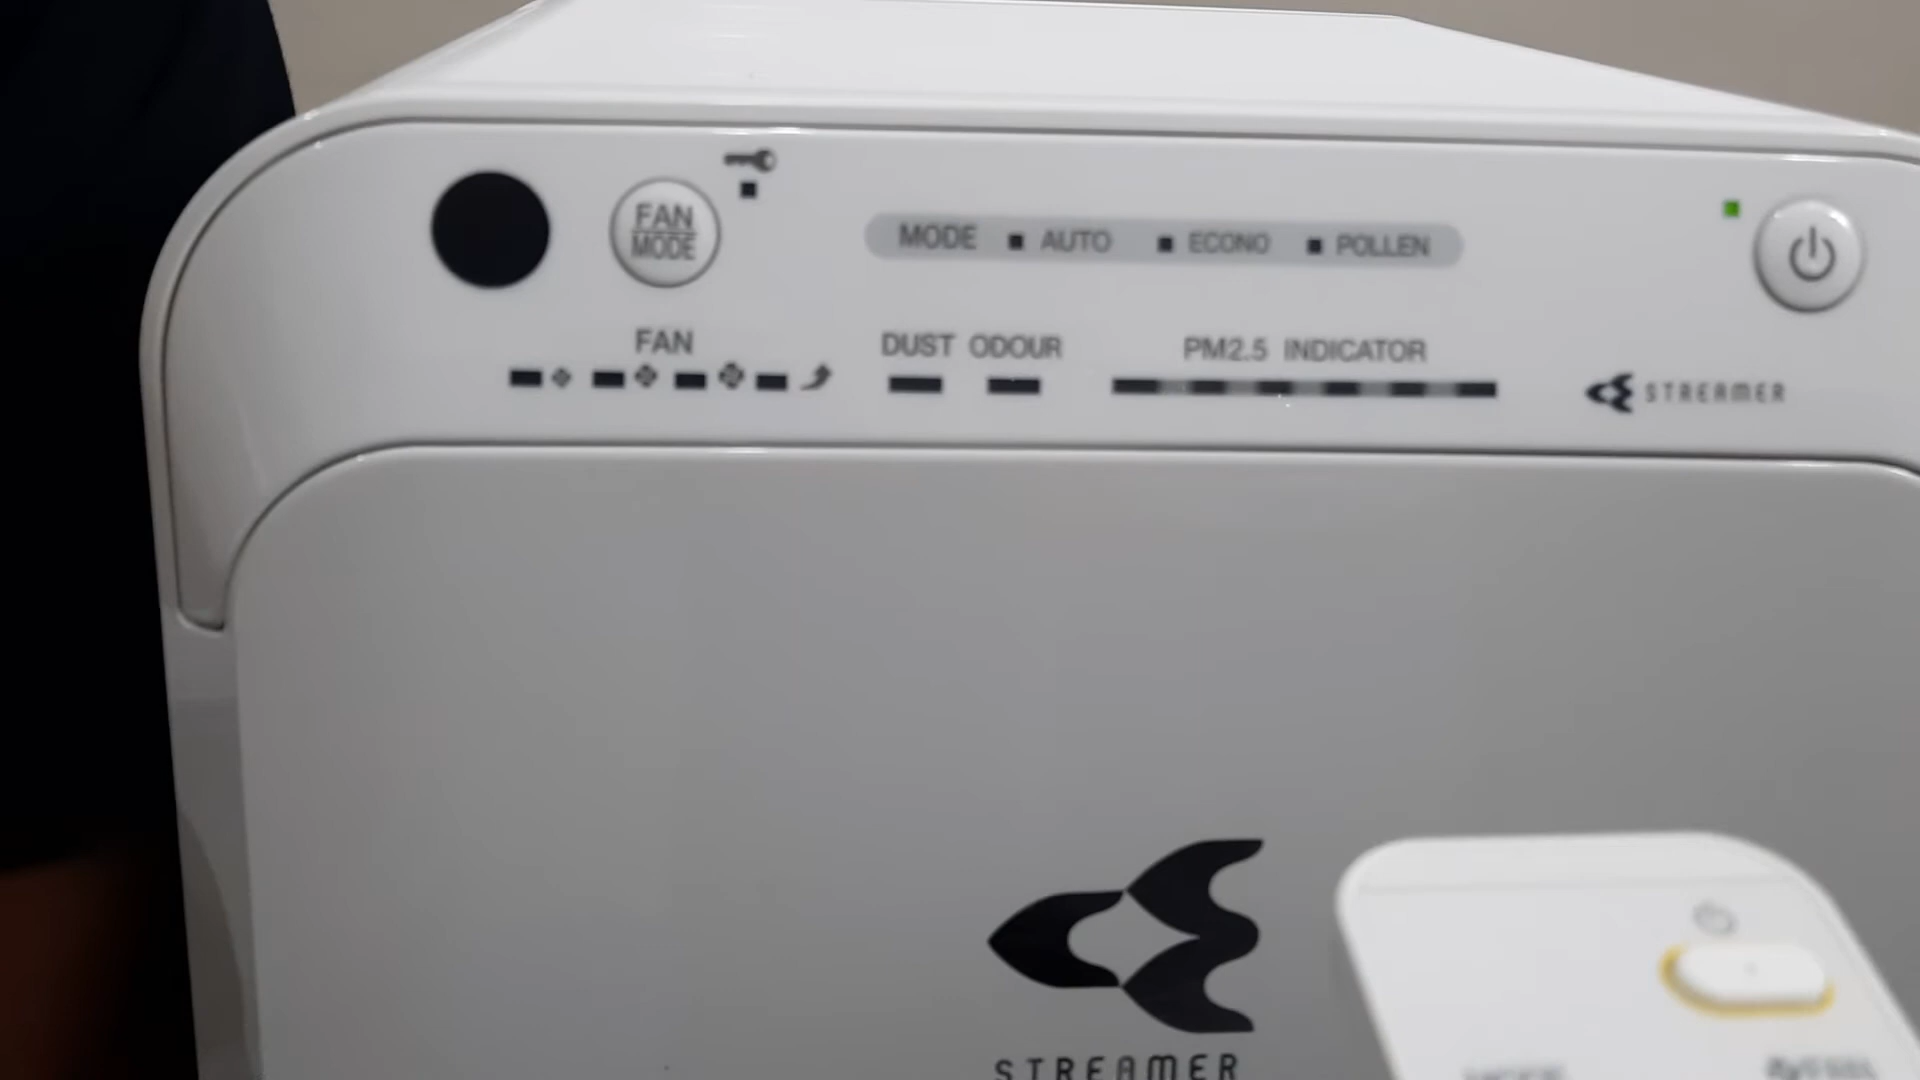 FAN
MODE
MODE AUTO ECONO POLLEN
FAN
DUST ODOUR
PM2.5 INDICATOR
STREAMER
STREAMER